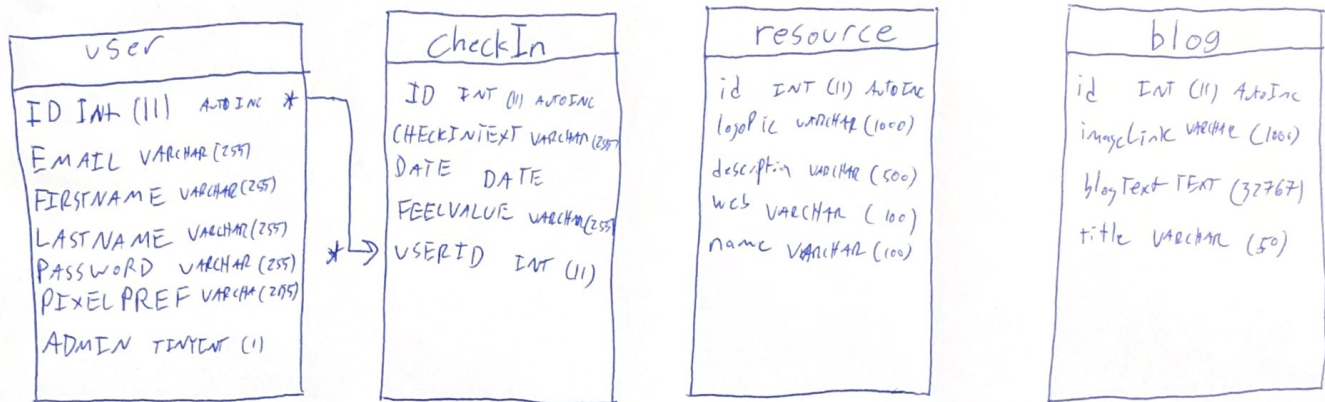 user
ID INt (11) AUTO INC *
EMAIL VARCHAR (255)
FIRSTNAME VARCHAR (255)
LASTNAME VARCHAR (255)
PASSWORD VARCHAR (255)
PIXELPREF VARCHA (255)
ADMIN TINYINT (1)
checkIn
ID INT (11) AUTOINC
CHECKINTEXT VARCHAR (255)
DATE DATE
FEELVALUE VARCHAR (255)
* USERID INT (11)
resource
id INT (11) AutoInc
logoPic VARCHAR (1000)
description VARCHAR (500)
web VARCHAR (100)
name VARCHAR (100)
blog
id INT (11) AutoInc
imageLink VARCHAR (1000)
blogText TEXT (32767)
title VARCHAR (50)